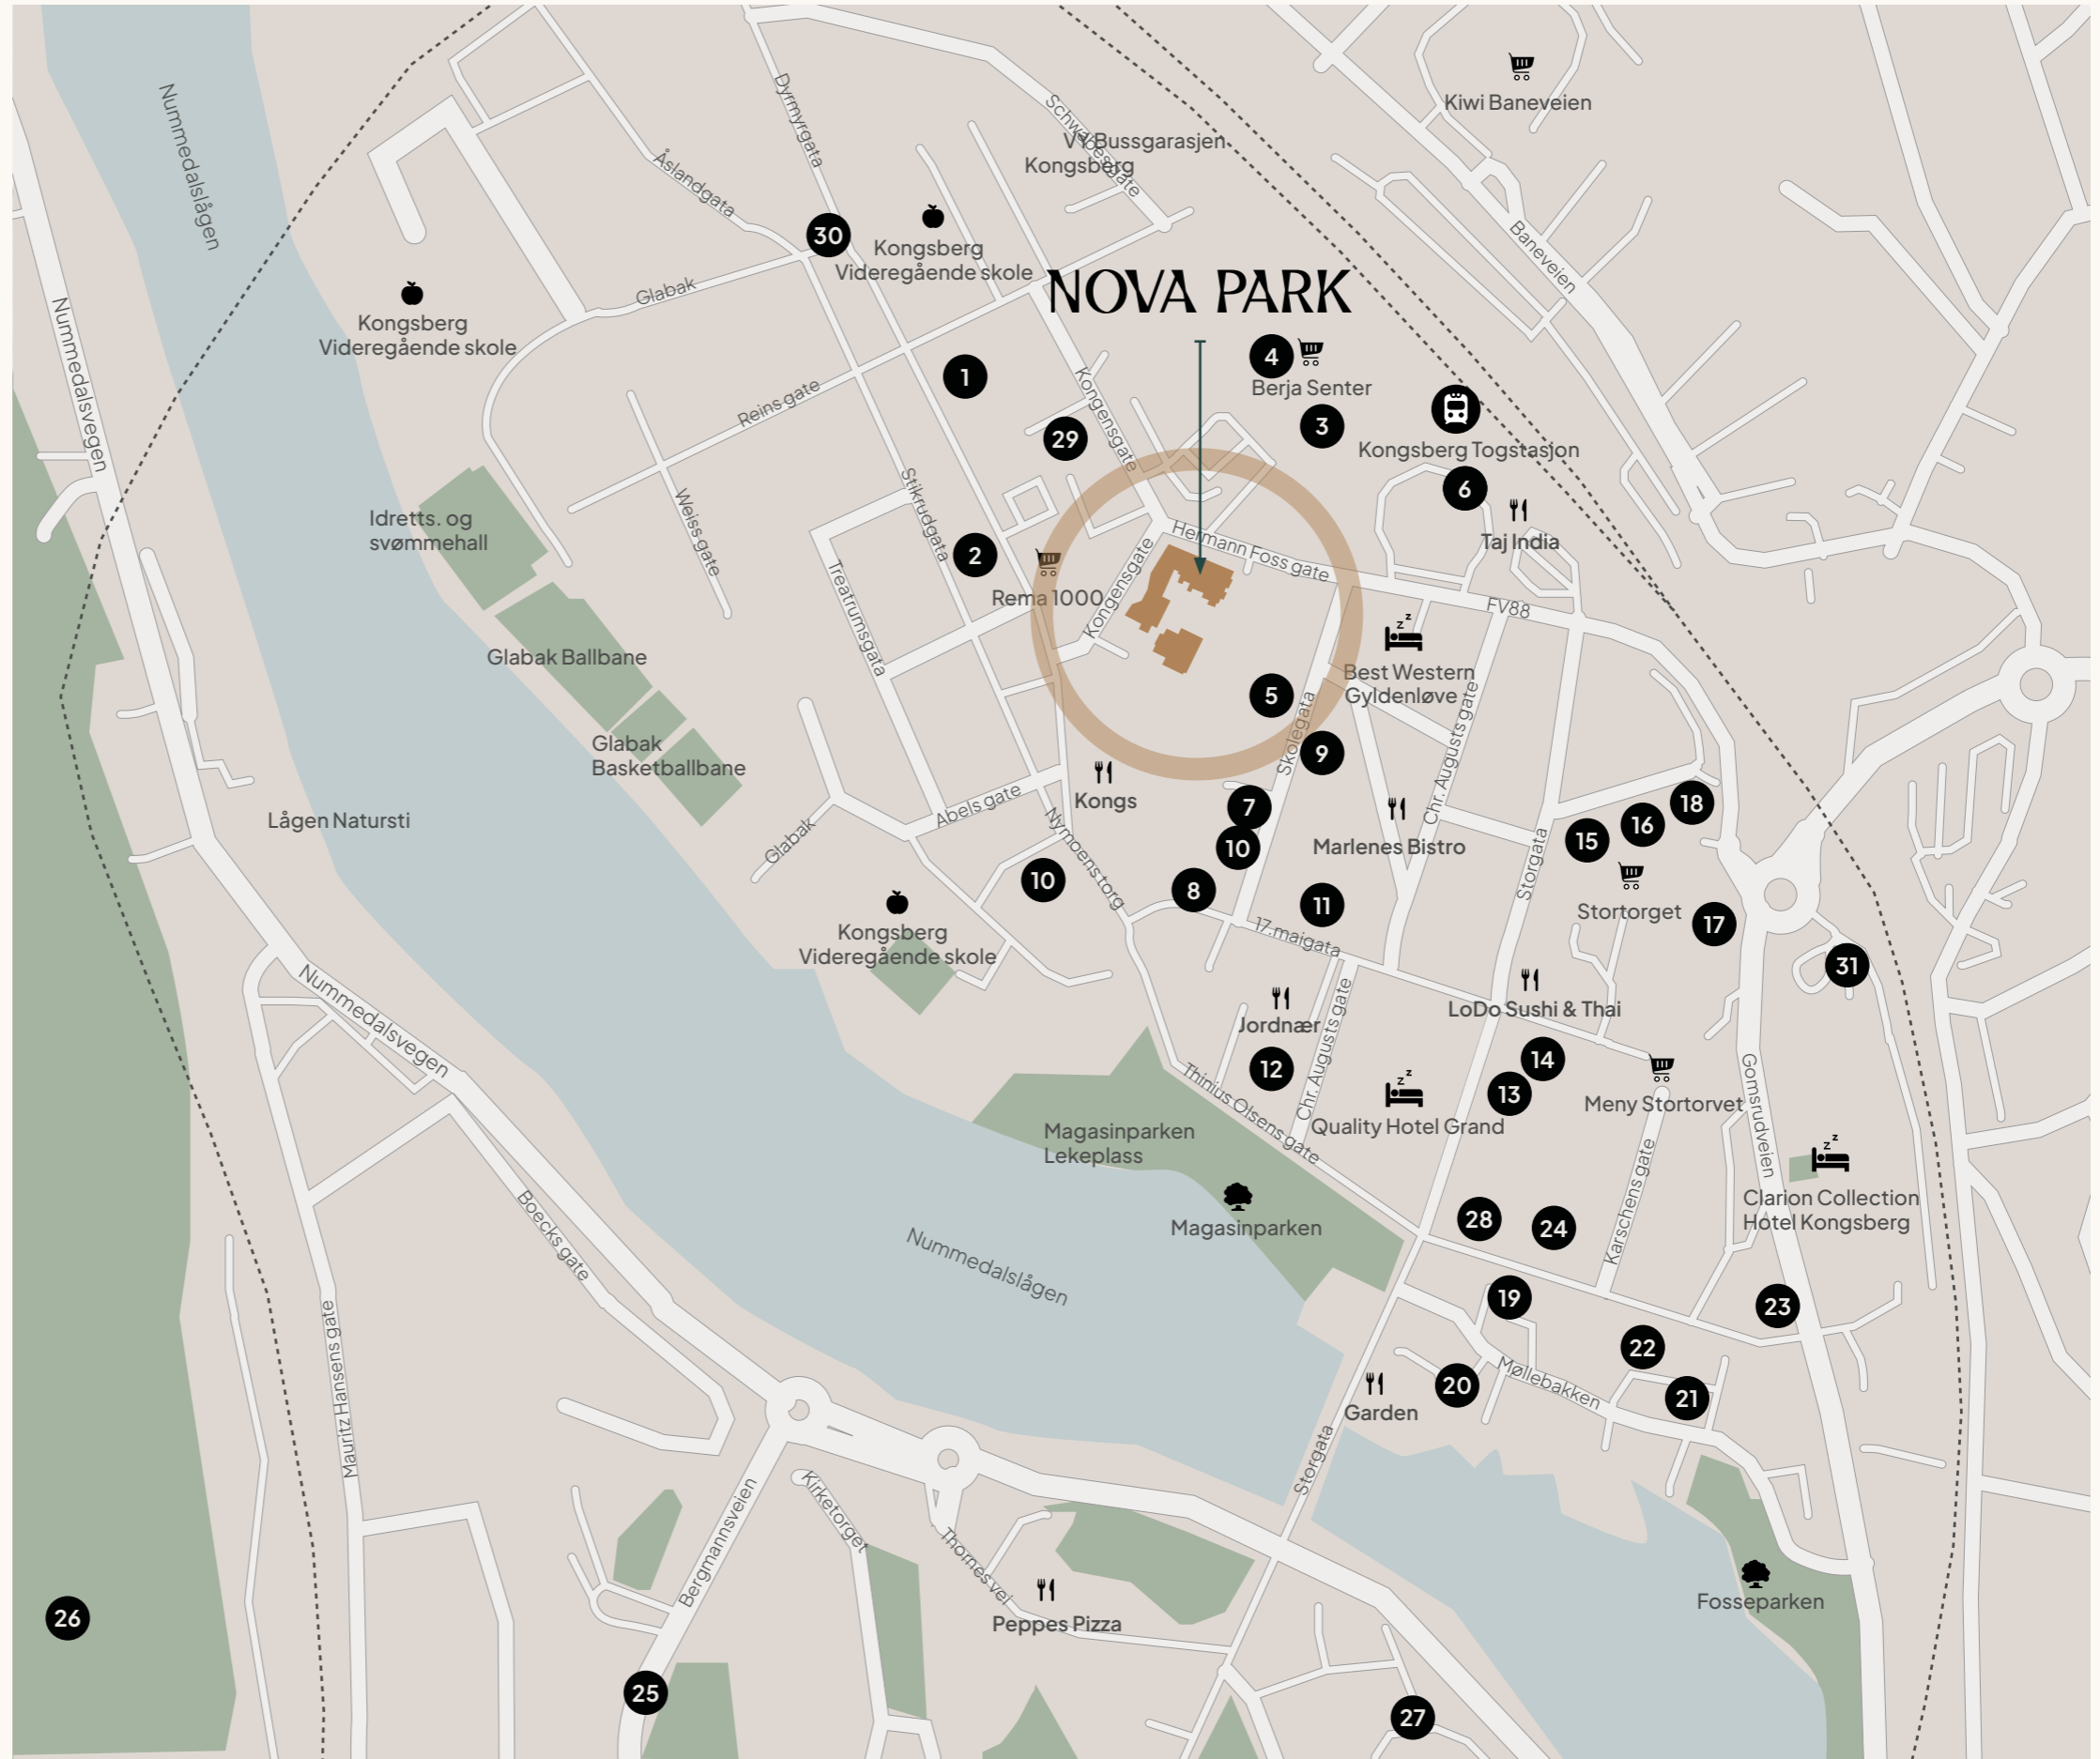 Kiwi Baneveien
Nummedalslågen
Dyrmyrgata
Schwabesgate
VY Bussgarasjen
Kongsberg
Åslandgata
30
Kongsberg
Videregående skole
Baneveien
Glabak
Kongsberg
Videregående skole
Nummedalsvegen
NOVA PARK
4
Berja Senter
1
Reins gate
Kongensgate
3
Kongsberg Togstasjon
29
6
Taj India
Idretts. og
svømmehall
Weiss gate
Stikrudgata
2
Rema 1000
Kongensgate
Hermann Foss gate
FV88
Treatrumsgata
Glabak Ballbane
Best Western
Gyldenløve
5
Skolegata
9
Chr. Augusts gate
Glabak
Basketballbane
Kongs
Abels gate
Nymoens torg
7
10
Marlenes Bistro
18
16
15
Storgata
Lågen Natursti
Glabak
10
8
11
17. maigata
Stortorget
17
31
Kongsberg
Videregående skole
Nummedalsvegen
Jordnær
LoDo Sushi & Thai
12
Chr. Augusts gate
14
13
Thinius Olsens gate
Quality Hotel Grand
Meny Stortorvet
Gomsrudveien
Magasinparken
Lekeplass
Karschens gate
Clarion Collection
Hotel Kongsberg
Magasinparken
28
24
Boecks gate
Nummedalslågen
19
23
22
Mauritz Hansens gate
Garden
20
Møllebakken
21
Storgata
Bergmannsveien
Kirketorget
Thornes vei
Peppes Pizza
Fosseparken
26
25
27